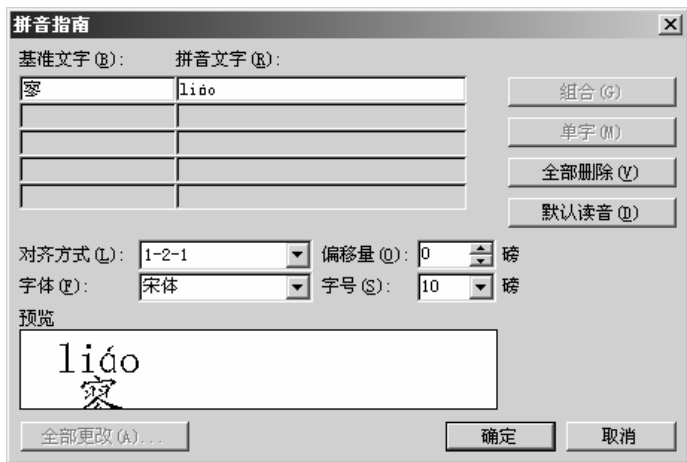 拼音指南
基准文字(B): 拼音文字(R):
寥 liáo
组合(G)
单字(M)
全部删除(V)
默认读音(D)
对齐方式(L): 1-2-1 偏移量(O): 0 磅
字体(F): 宋体 字号(S): 10 磅
预览
liáo
寥
全部更改(A)... 确定 取消